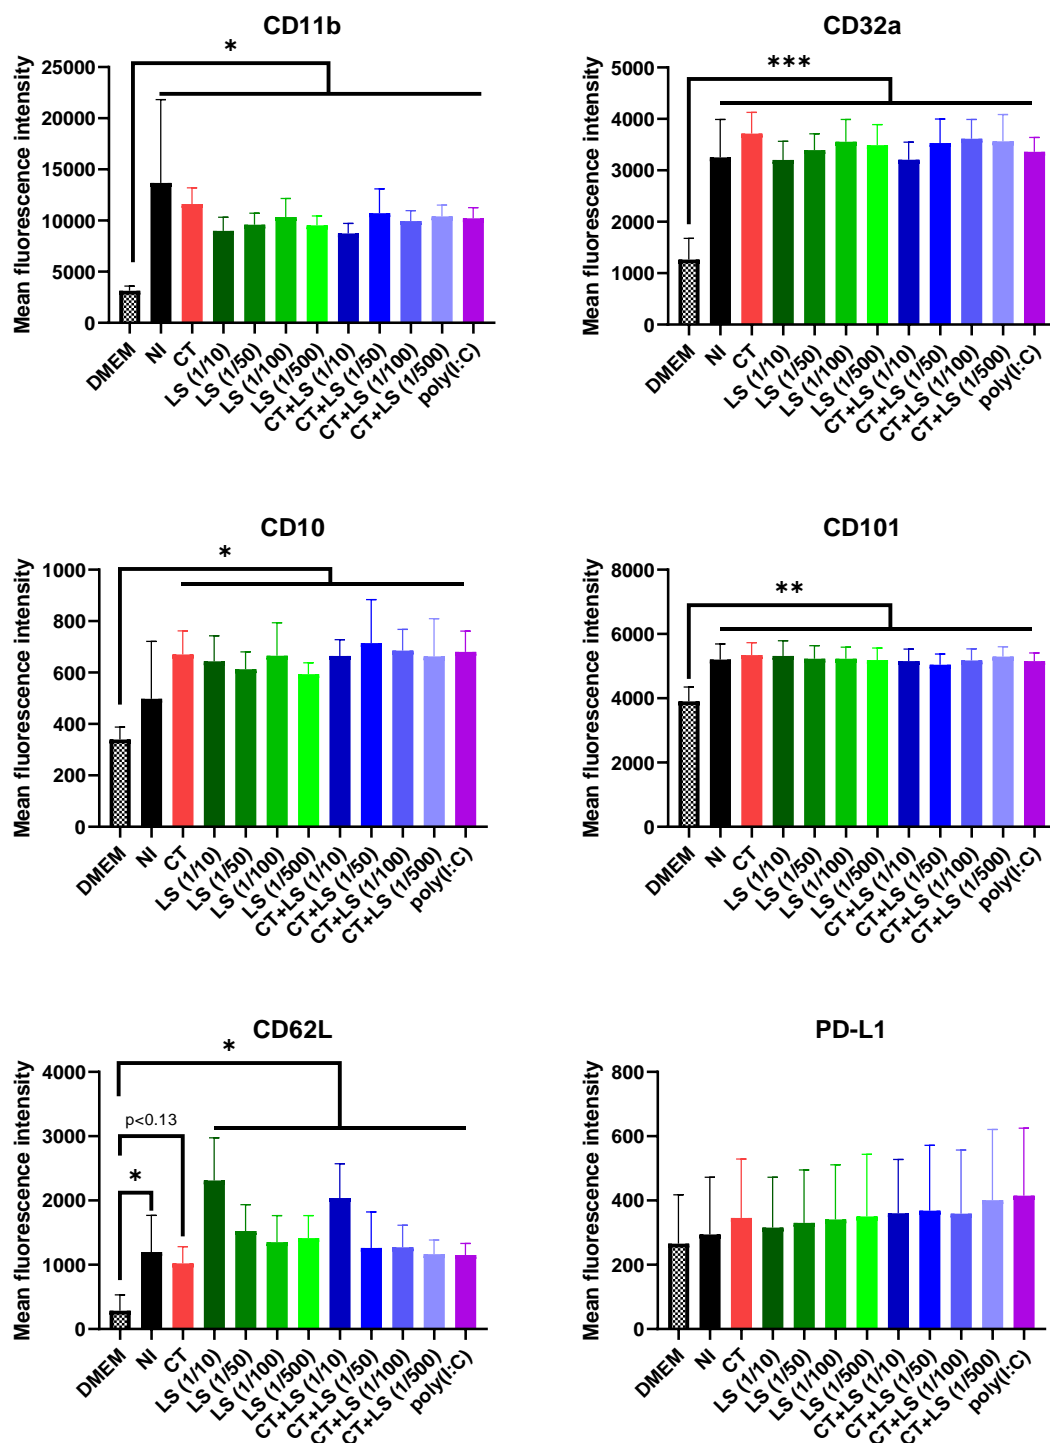 CD11b
*
Mean fluorescence intensity
25000
20000
15000
10000
5000
0
DMEM
NI
CT
LS (1/10)
LS (1/50)
LS (1/100)
LS (1/500)
CT+LS (1/10)
CT+LS (1/50)
CT+LS (1/100)
CT+LS (1/500)
poly(I:C)
CD32a
***
Mean fluorescence intensity
5000
4000
3000
2000
1000
0
DMEM
NI
CT
LS (1/10)
LS (1/50)
LS (1/100)
LS (1/500)
CT+LS (1/10)
CT+LS (1/50)
CT+LS (1/100)
CT+LS (1/500)
poly(I:C)
CD10
*
Mean fluorescence intensity
1000
800
600
400
200
0
DMEM
NI
CT
LS (1/10)
LS (1/50)
LS (1/100)
LS (1/500)
CT+LS (1/10)
CT+LS (1/50)
CT+LS (1/100)
CT+LS (1/500)
poly(I:C)
CD101
**
Mean fluorescence intensity
8000
6000
4000
2000
0
DMEM
NI
CT
LS (1/10)
LS (1/50)
LS (1/100)
LS (1/500)
CT+LS (1/10)
CT+LS (1/50)
CT+LS (1/100)
CT+LS (1/500)
poly(I:C)
CD62L
*
p<0.13
*
Mean fluorescence intensity
4000
3000
2000
1000
0
DMEM
NI
CT
LS (1/10)
LS (1/50)
LS (1/100)
LS (1/500)
CT+LS (1/10)
CT+LS (1/50)
CT+LS (1/100)
CT+LS (1/500)
poly(I:C)
PD-L1
Mean fluorescence intensity
800
600
400
200
0
DMEM
NI
CT
LS (1/10)
LS (1/50)
LS (1/100)
LS (1/500)
CT+LS (1/10)
CT+LS (1/50)
CT+LS (1/100)
CT+LS (1/500)
poly(I:C)